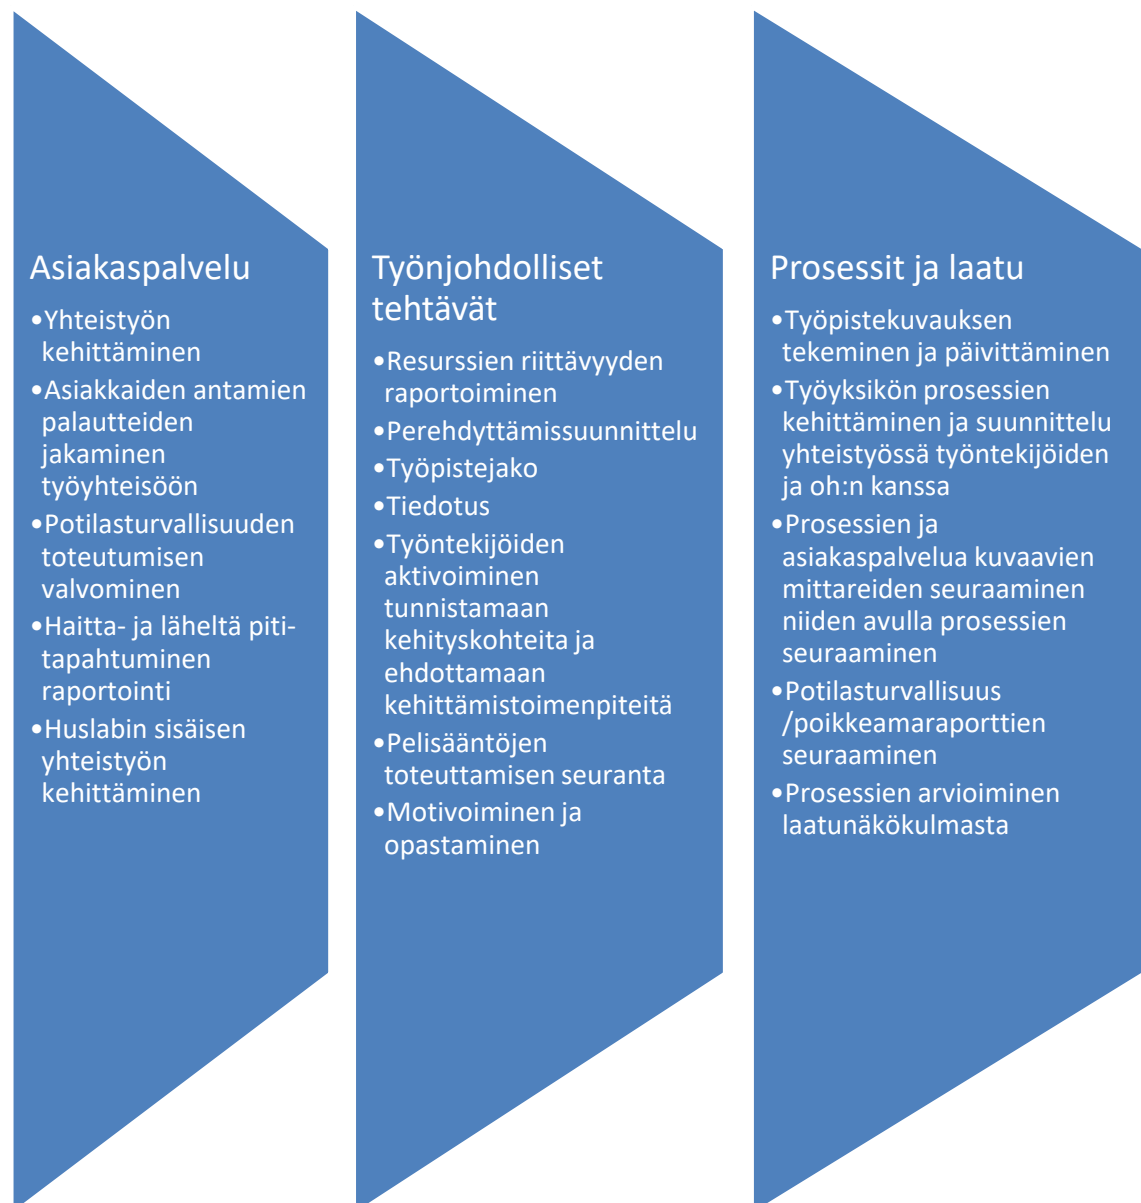 Asiakaspalvelu
•Yhteistyön
kehittäminen
•Asiakkaiden antamien
palautteiden
jakaminen
työyhteisöön
•Potilasturvallisuuden
toteutumisen
valvominen
•Haitta- ja läheltä piti-
tapahtuminen
raportointi
•Huslabin sisäisen
yhteistyön
kehittäminen
Työnjohdolliset
tehtävät
•Resurssien riittävyyden
raportoiminen
•Perehdyttämissuunnittelu
•Työpistejako
•Tiedotus
•Työntekijöiden
aktivoiminen
tunnistamaan
kehityskohteita ja
ehdottamaan
kehittämistoimenpiteitä
•Pelisääntöjen
toteuttamisen seuranta
•Motivoiminen ja
opastaminen
Prosessit ja laatu
•Työpistekuvauksen
tekeminen ja päivittäminen
•Työyksikön prosessien
kehittäminen ja suunnittelu
yhteistyössä työntekijöiden
ja oh:n kanssa
•Prosessien ja
asiakaspalvelua kuvaavien
mittareiden seuraaminen
niiden avulla prosessien
seuraaminen
•Potilasturvallisuus
/poikkeamaraporttien
seuraaminen
•Prosessien arvioiminen
laatunäkökulmasta